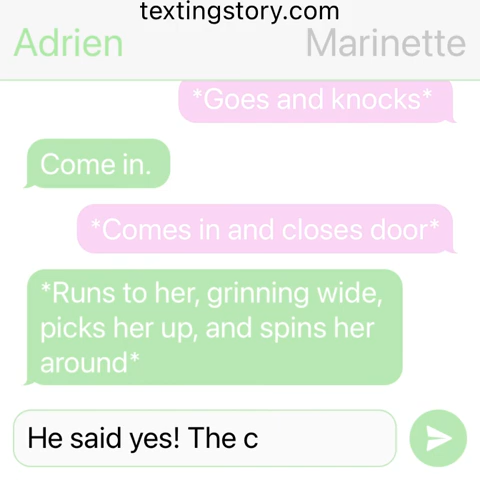 textingstory.com
Adrien Marinette
*Goes and knocks*
Come in.
*Comes in and closes door*
*Runs to her, grinning wide,
picks her up, and spins her
around*
He said yes! The c